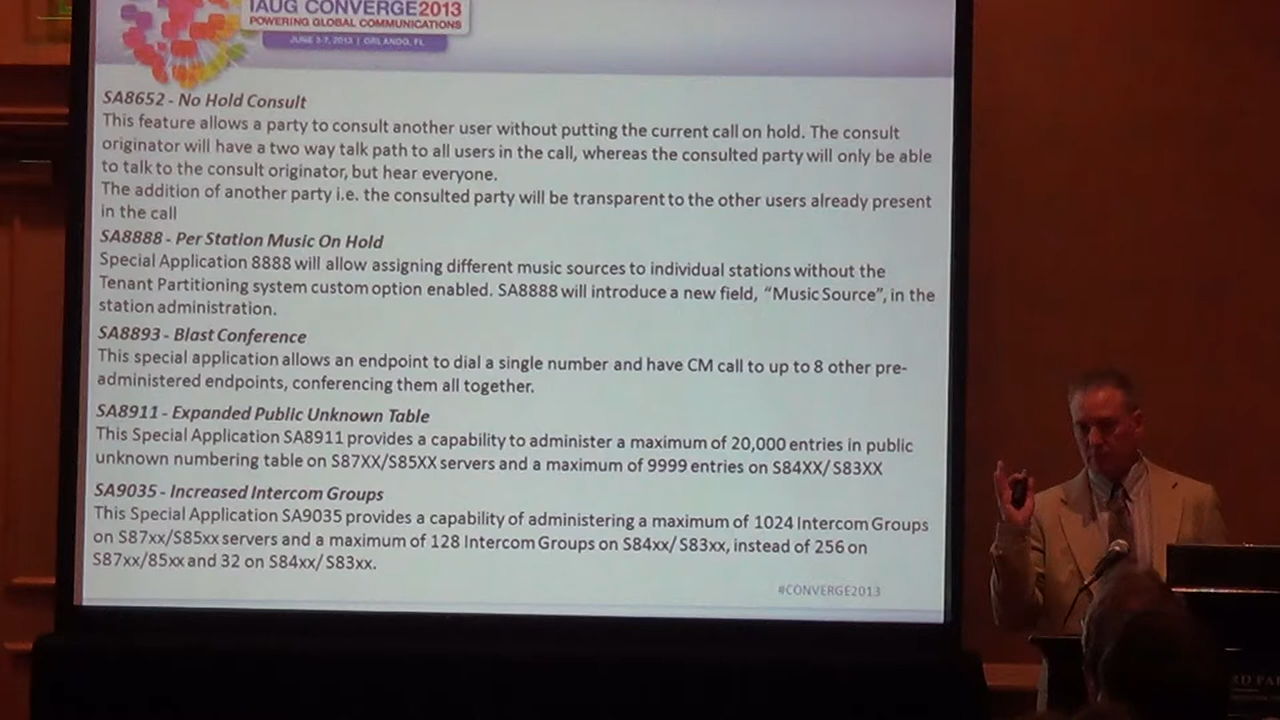 IAUG CONVERGE2013
POWERING GLOBAL COMMUNICATIONS
JUNE 3-7, 2013 | ORLANDO, FL
SA8652 - No Hold Consult
This feature allows a party to consult another user without putting the current call on hold. The consult
originator will have a two way talk path to all users in the call, whereas the consulted party will only be able
to talk to the consult originator, but hear everyone.
The addition of another party i.e. the consulted party will be transparent to the other users already present
in the call
SA8888 - Per Station Music On Hold
Special Application 8888 will allow assigning different music sources to individual stations without the
Tenant Partitioning system custom option enabled. SA8888 will introduce a new field, “Music Source”, in the
station administration.
SA8893 - Blast Conference
This special application allows an endpoint to dial a single number and have CM call to up to 8 other pre-
administered endpoints, conferencing them all together.
SA8911 - Expanded Public Unknown Table
This Special Application SA8911 provides a capability to administer a maximum of 20,000 entries in public
unknown numbering table on S87XX/S85XX servers and a maximum of 9999 entries on S84XX/ S83XX
SA9035 - Increased Intercom Groups
This Special Application SA9035 provides a capability of administering a maximum of 1024 Intercom Groups
on S87xx/S85xx servers and a maximum of 128 Intercom Groups on S84xx/ S83xx, instead of 256 on
S87xx/85xx and 32 on S84xx/ S83xx.
#CONVERGE2013